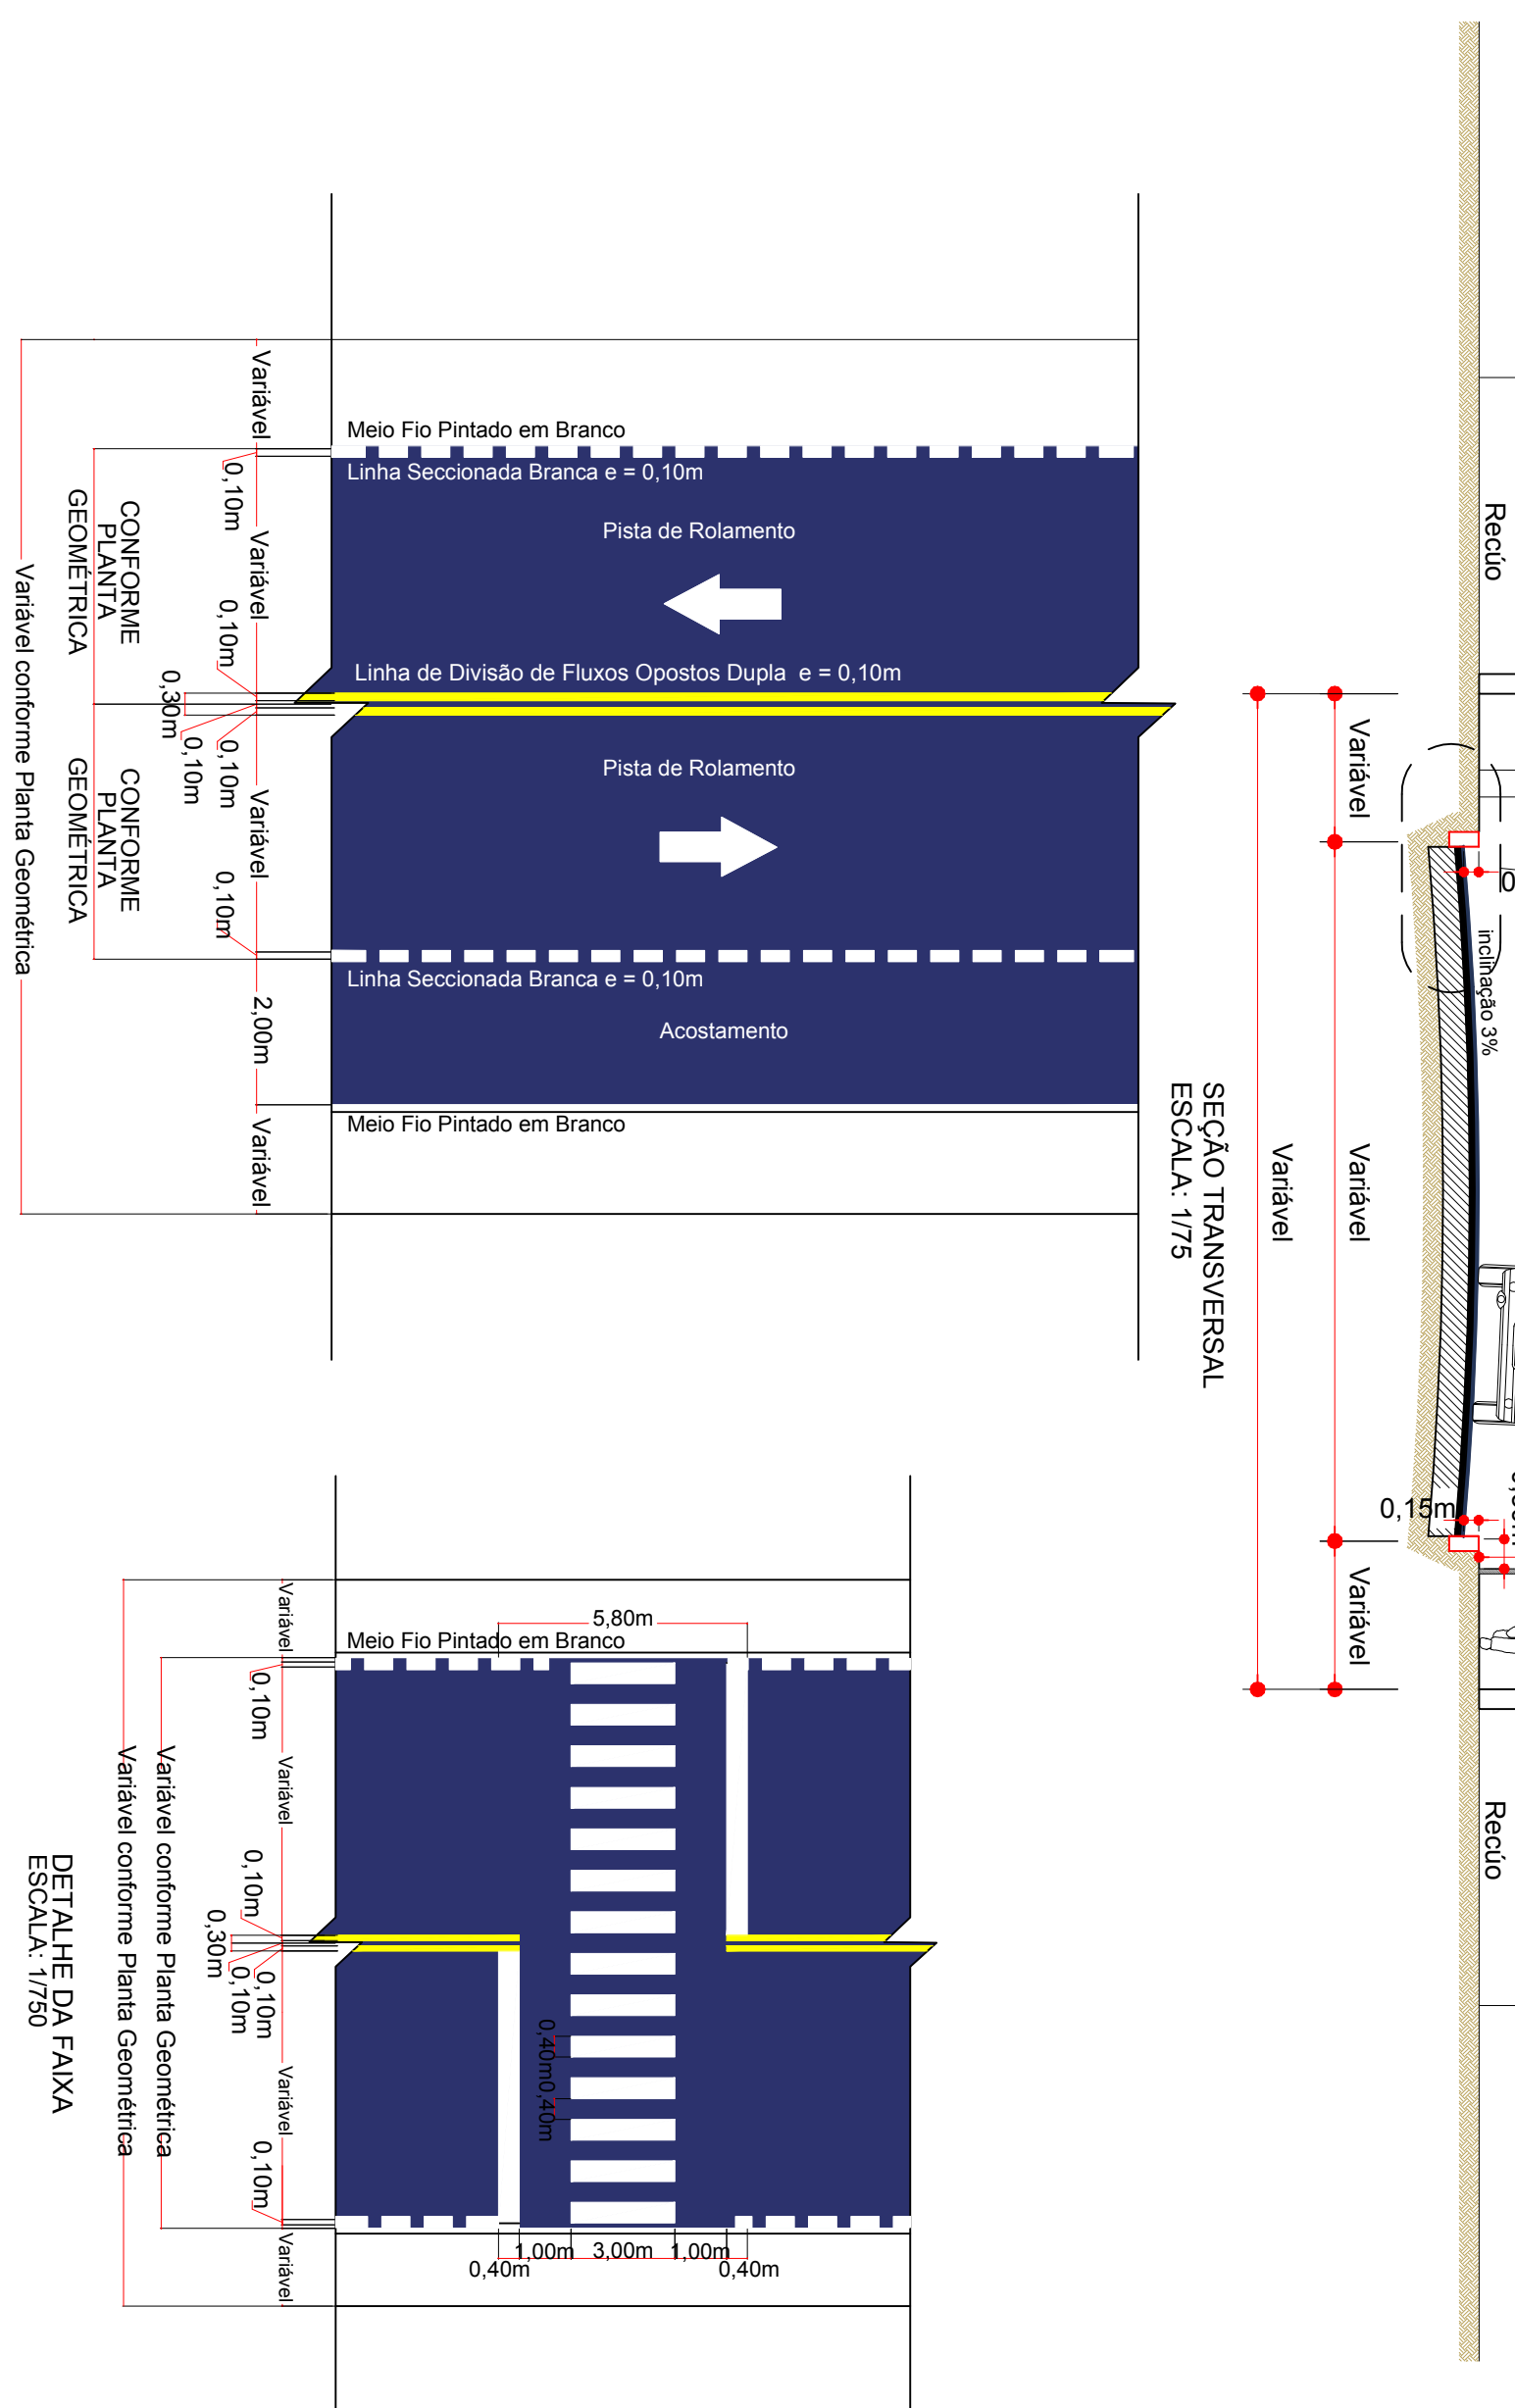 Recúo
inclinação 3%
Variável
Variável
Variável
Variável
0,15m
Recúo
SEÇÃO TRANSVERSAL
ESCALA: 1/75
Meio Fio Pintado em Branco
Linha Seccionada Branca e = 0,10m
Pista de Rolamento
Linha de Divisão de Fluxos Opostos Dupla e = 0,10m
Pista de Rolamento
Linha Seccionada Branca e = 0,10m
Acostamento
Meio Fio Pintado em Branco
Variável
0,10m
Variável
0,10m
0,30m
0,10m
0,10m
Variável
0,10m
2,00m
Variável
CONFORME
PLANTA
GEOMÉTRICA
CONFORME
PLANTA
GEOMÉTRICA
Variável conforme Planta Geométrica
5,80m
Meio Fio Pintado em Branco
0,40m
0,40m
1,00m
3,00m
1,00m
0,40m
0,40m
Variável
0,10m
Variável
0,10m
0,30m
0,10m
0,10m
Variável
0,10m
Variável
Variável conforme Planta Geométrica
Variável conforme Planta Geométrica
DETALHE DA FAIXA
ESCALA: 1/750